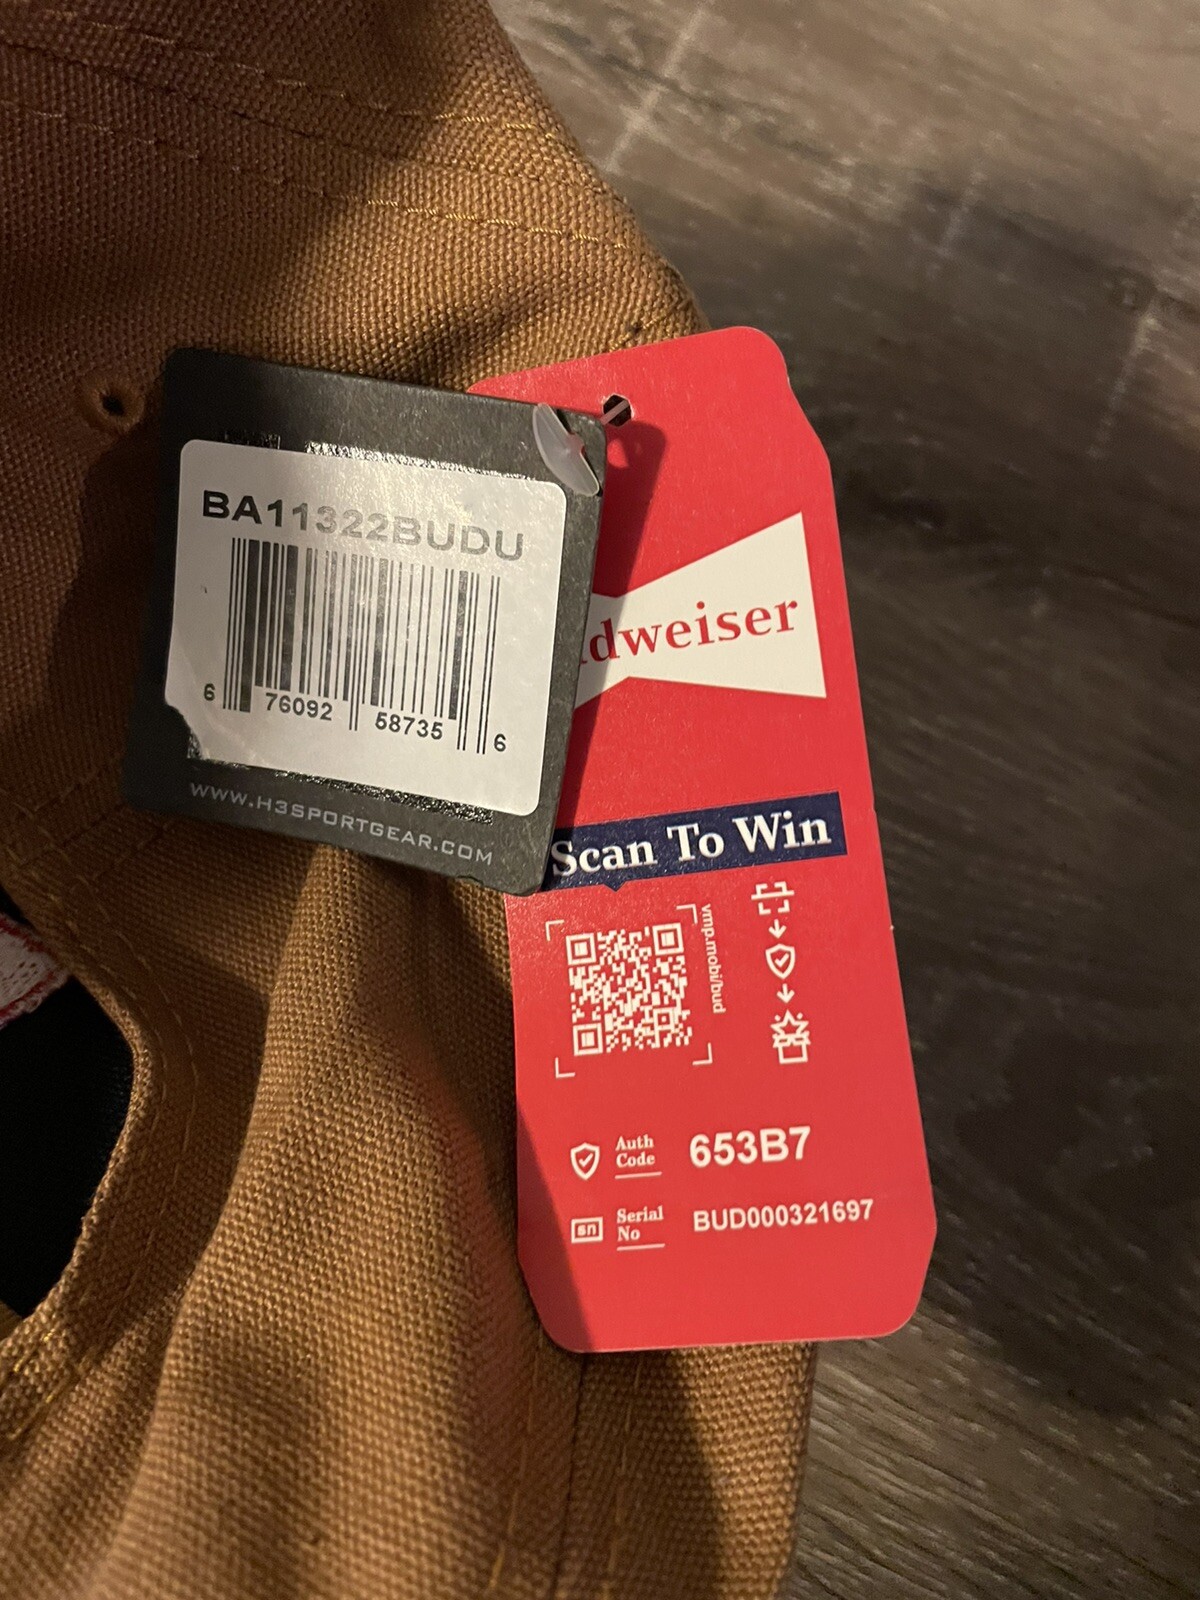 BA11322BUDU
6 76092 58735 6
WWW.H3SPORTGEAR.COM
dweiser
Scan To Win
vmp.mobi/bud
Auth
Code
653B7
sn
Serial
No
BUD000321697